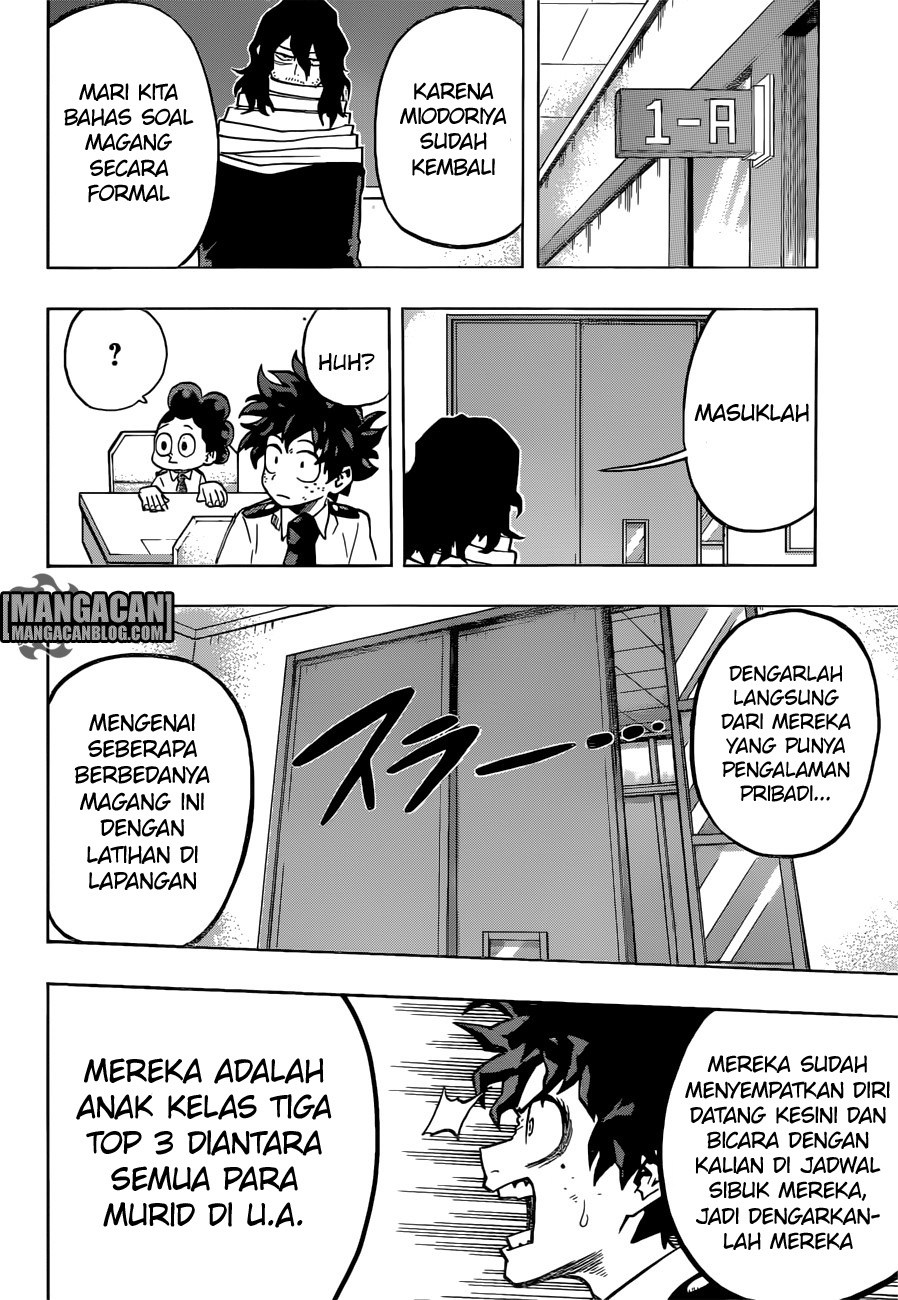 1-A
KARENA
MIODORIYA
SUDAH
KEMBALI
MARI KITA
BAHAS SOAL
MAGANG
SECARA
FORMAL
MASUKLAH
HUH?
?
MANGACAN
MANGACANBLOG.COM
DENGARLAH
LANGSUNG
DARI MEREKA
YANG PUNYA
PENGALAMAN
PRIBADI...
スラー・・・
MENGENAI
SEBERAPA
BERBEDANYA
MAGANG INI
DENGAN
LATIHAN DI
LAPANGAN
MEREKA SUDAH
MENYEMPATKAN DIRI
DATANG KESINI DAN
BICARA DENGAN
KALIAN DI JADWAL
SIBUK MEREKA,
JADI DENGARKAN-
LAH MEREKA
MEREKA ADALAH
ANAK KELAS TIGA
TOP 3 DIANTARA
SEMUA PARA
MURID DI U.A.